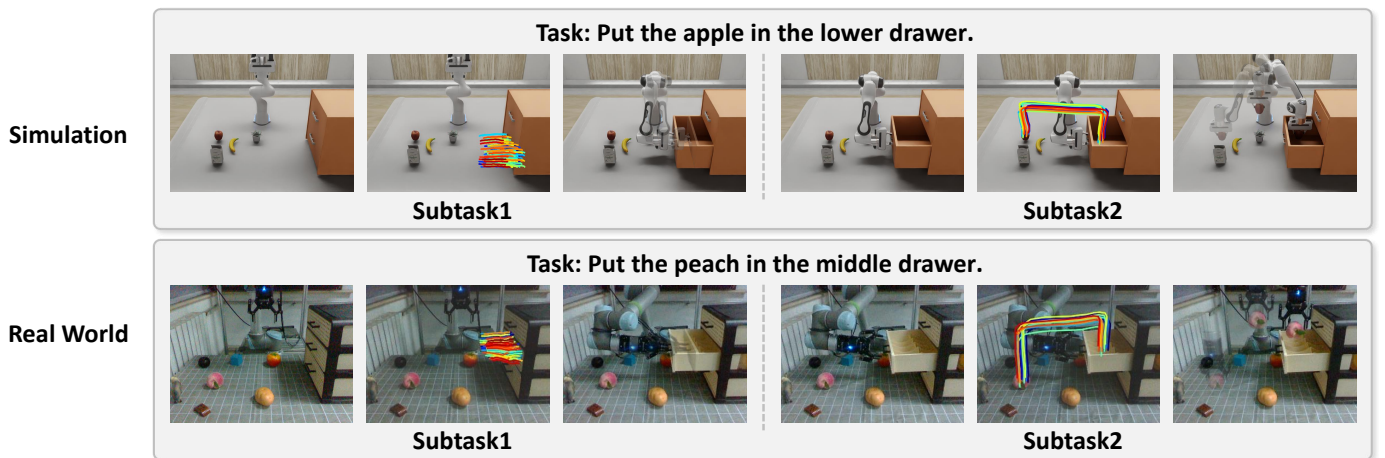 Task: Put the apple in the lower drawer.
Simulation
Subtask1
Subtask2
Task: Put the peach in the middle drawer.
Real World
Subtask1
Subtask2